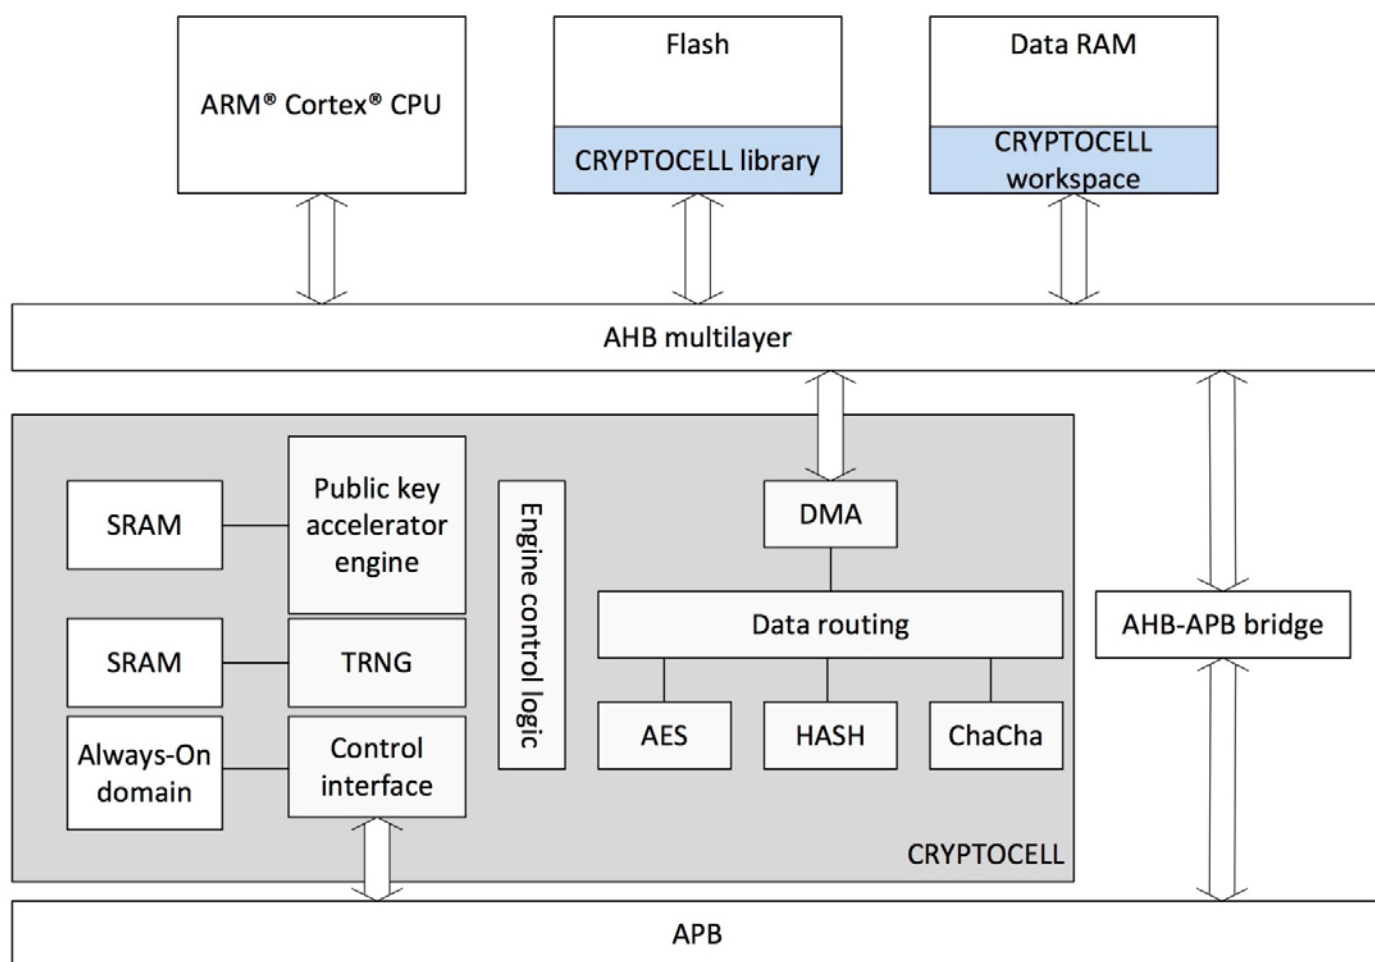 ARM® Cortex® CPU
Flash
CRYPTOCELL library
Data RAM
CRYPTOCELL
workspace
AHB multilayer
SRAM
Public key
accelerator
engine
SRAM
TRNG
Always-On
domain
Control
interface
Engine control logic
DMA
Data routing
AES
HASH
ChaCha
CRYPTOCELL
AHB-APB bridge
APB